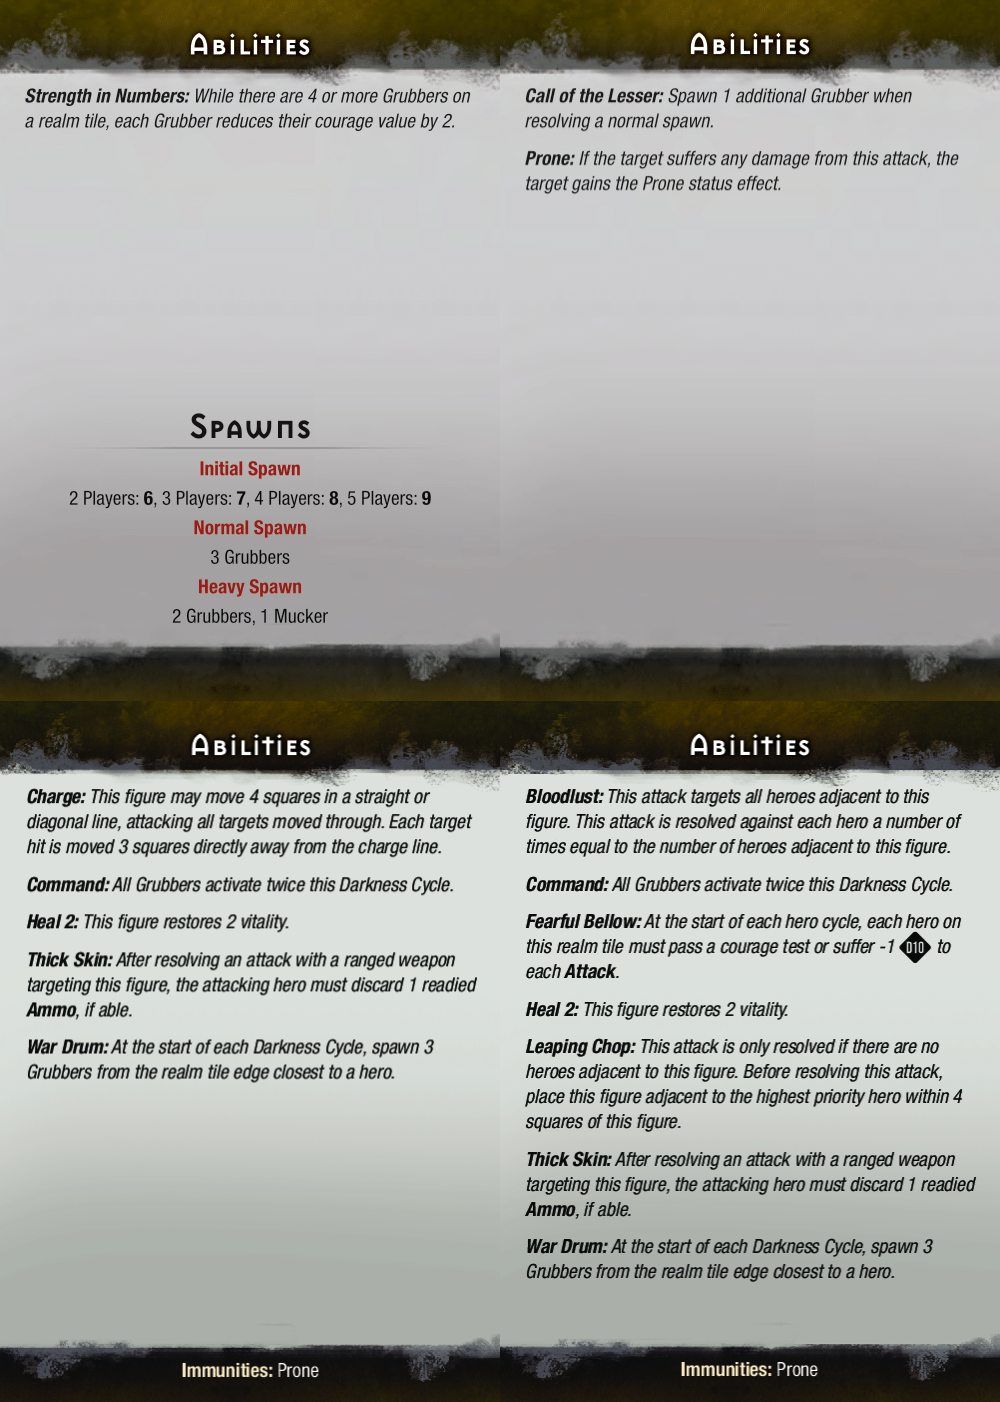 Abilities
Strength in Numbers: While there are 4 or more Grubbers on
a realm tile, each Grubber reduces their courage value by 2.
Spawns
Initial Spawn
2 Players: 6, 3 Players: 7, 4 Players: 8, 5 Players: 9
Normal Spawn
3 Grubbers
Heavy Spawn
2 Grubbers, 1 Mucker
Abilities
Call of the Lesser: Spawn 1 additional Grubber when
resolving a normal spawn.
Prone: If the target suffers any damage from this attack, the
target gains the Prone status effect.
Abilities
Charge: This figure may move 4 squares in a straight or
diagonal line, attacking all targets moved through. Each target
hit is moved 3 squares directly away from the charge line.
Command: All Grubbers activate twice this Darkness Cycle.
Heal 2: This figure restores 2 vitality.
Thick Skin: After resolving an attack with a ranged weapon
targeting this figure, the attacking hero must discard 1 readied
Ammo, if able.
War Drum: At the start of each Darkness Cycle, spawn 3
Grubbers from the realm tile edge closest to a hero.
Immunities: Prone
Abilities
Bloodlust: This attack targets all heroes adjacent to this
figure. This attack is resolved against each hero a number of
times equal to the number of heroes adjacent to this figure.
Command: All Grubbers activate twice this Darkness Cycle.
Fearful Bellow: At the start of each hero cycle, each hero on
this realm tile must pass a courage test or suffer -1 D10 to
each Attack.
Heal 2: This figure restores 2 vitality.
Leaping Chop: This attack is only resolved if there are no
heroes adjacent to this figure. Before resolving this attack,
place this figure adjacent to the highest priority hero within 4
squares of this figure.
Thick Skin: After resolving an attack with a ranged weapon
targeting this figure, the attacking hero must discard 1 readied
Ammo, if able.
War Drum: At the start of each Darkness Cycle, spawn 3
Grubbers from the realm tile edge closest to a hero.
Immunities: Prone